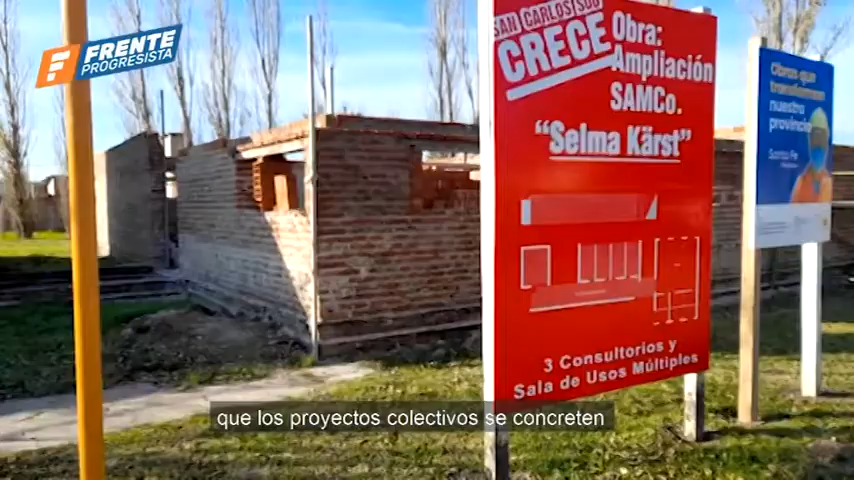 FRENTE
PROGRESISTA
SAN CARLOS SUD
CRECE
Obra:
Ampliación
SAMCo.
"Selma Kärst"
3 Consultorios y
Sala de Usos Multiples
Obras que
transforman
nuestra
provincia
Santa Fe
que los proyectos colectivos se concreten